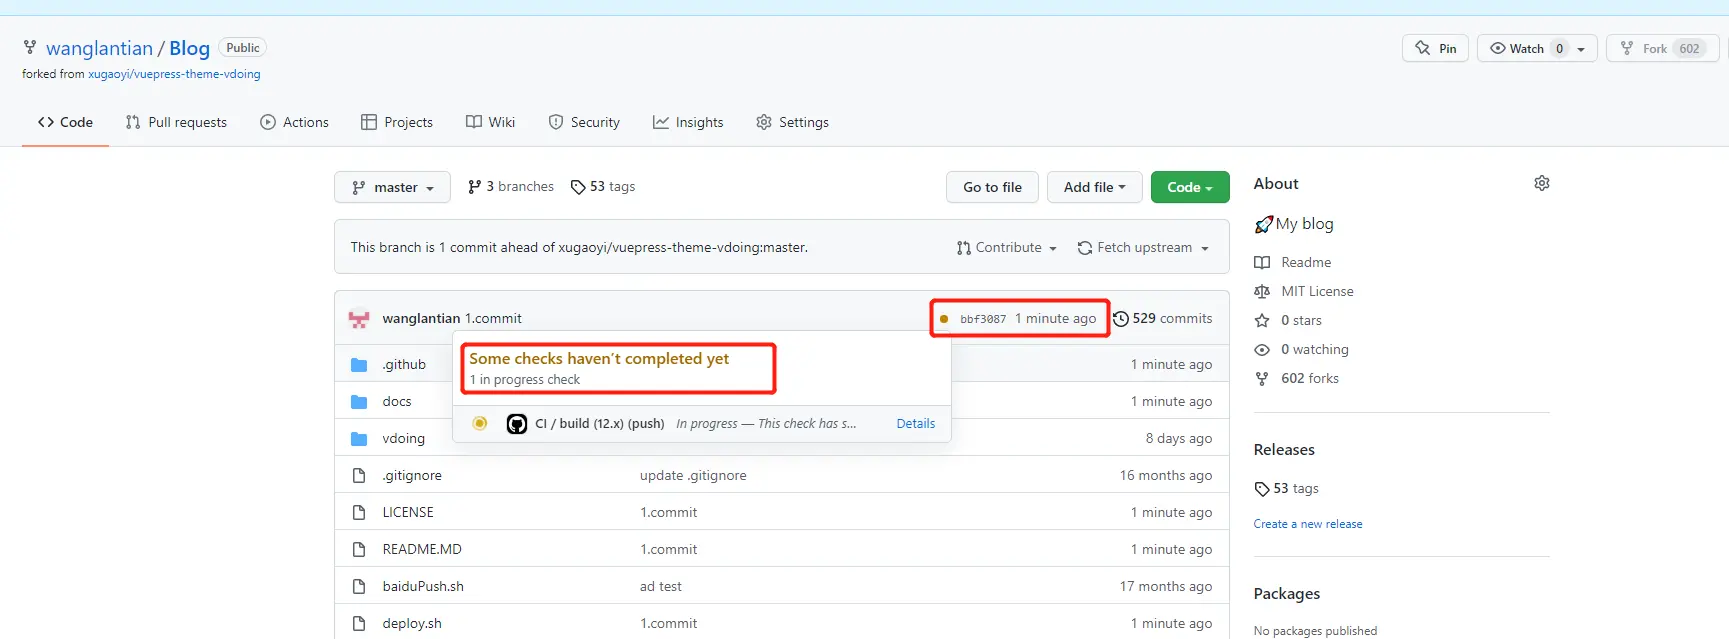 wanglantian / Blog Public
Pin
Watch 0
Fork 602
forked from xugaoyi/vuepress-theme-vdoing
Code
Pull requests
Actions
Projects
Wiki
Security
Insights
Settings
master
3 branches
53 tags
Go to file
Add file
Code
This branch is 1 commit ahead of xugaoyi/vuepress-theme-vdoing:master.
Contribute
Fetch upstream
wanglantian 1.commit
bbf3087 1 minute ago
529 commits
Some checks haven't completed yet
1 in progress check
CI / build (12.x) (push) In progress — This check has s...
Details
.github
1 minute ago
docs
1 minute ago
vdoing
8 days ago
.gitignore
update .gitignore
16 months ago
LICENSE
1.commit
1 minute ago
README.MD
1.commit
1 minute ago
baiduPush.sh
ad test
17 months ago
deploy.sh
1.commit
1 minute ago
About
My blog
Readme
MIT License
0 stars
0 watching
602 forks
Releases
53 tags
Create a new release
Packages
No packages published